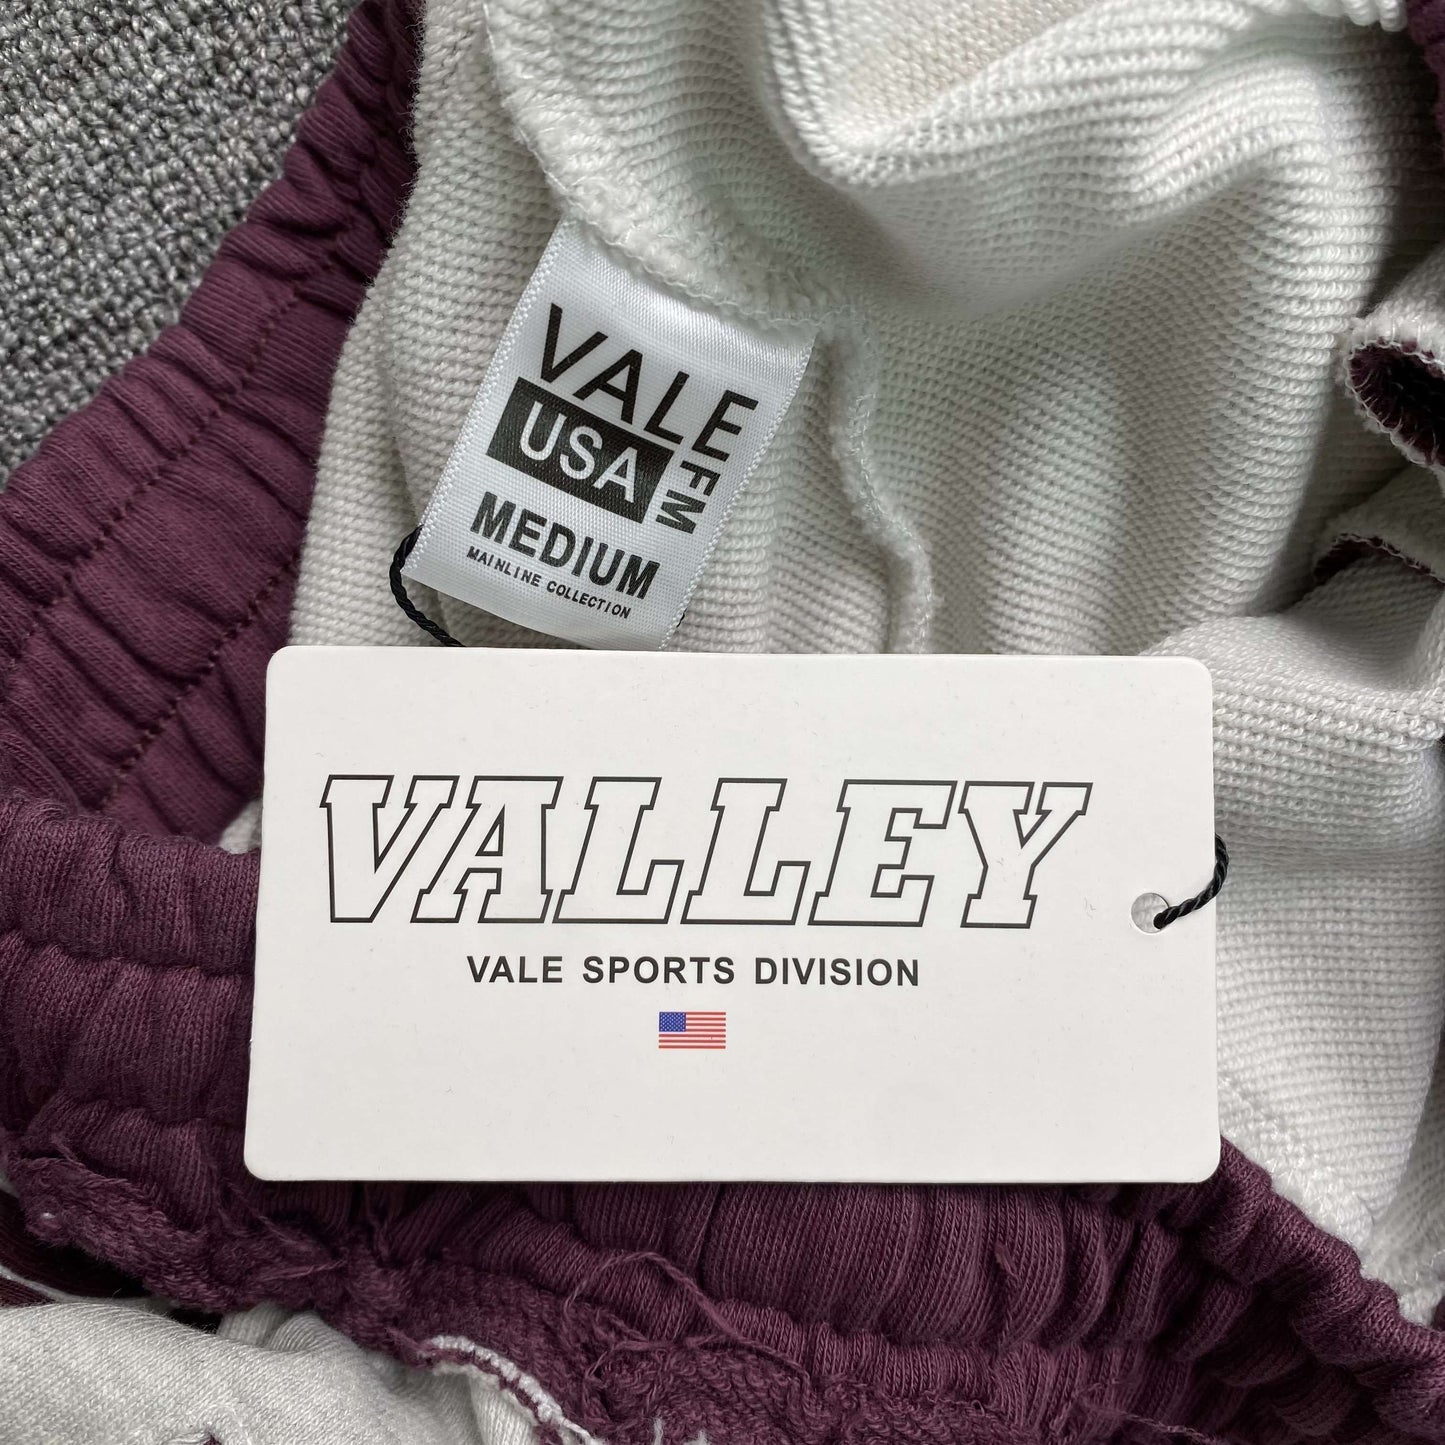 VALE FM
USA
MEDIUM
MAINLINE COLLECTION
VALLEY
VALE SPORTS DIVISION